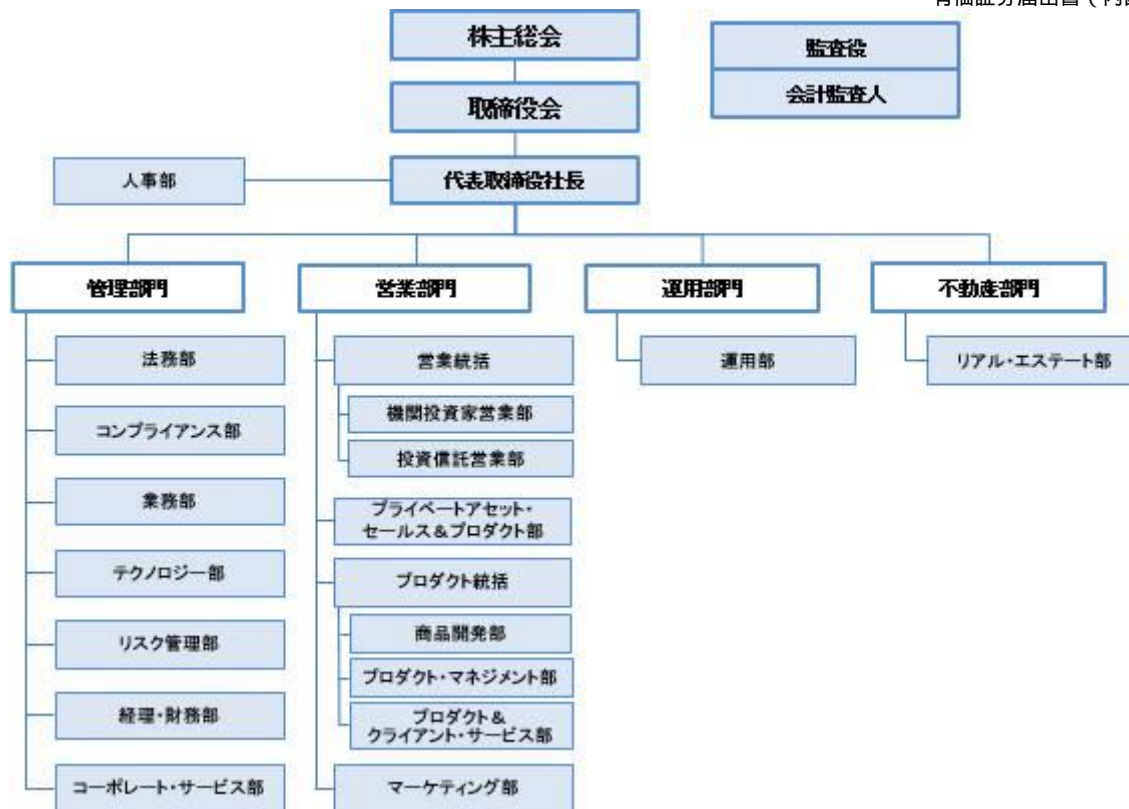 株主総会
監査役
会計監査人
取締役会
人事部
代表取締役社長
管理部門
営業部門
運用部門
不動産部門
法務部
コンプライアンス部
業務部
テクノロジー部
リスク管理部
経理・財務部
コーポレート・サービス部
営業統括
機関投資家営業部
投資信託営業部
プライベートアセット・
セールス&プロダクト部
プロダクト統括
商品開発部
プロダクト・マネジメント部
プロダクト&
クライアント・サービス部
マーケティング部
運用部
リアル・エステート部